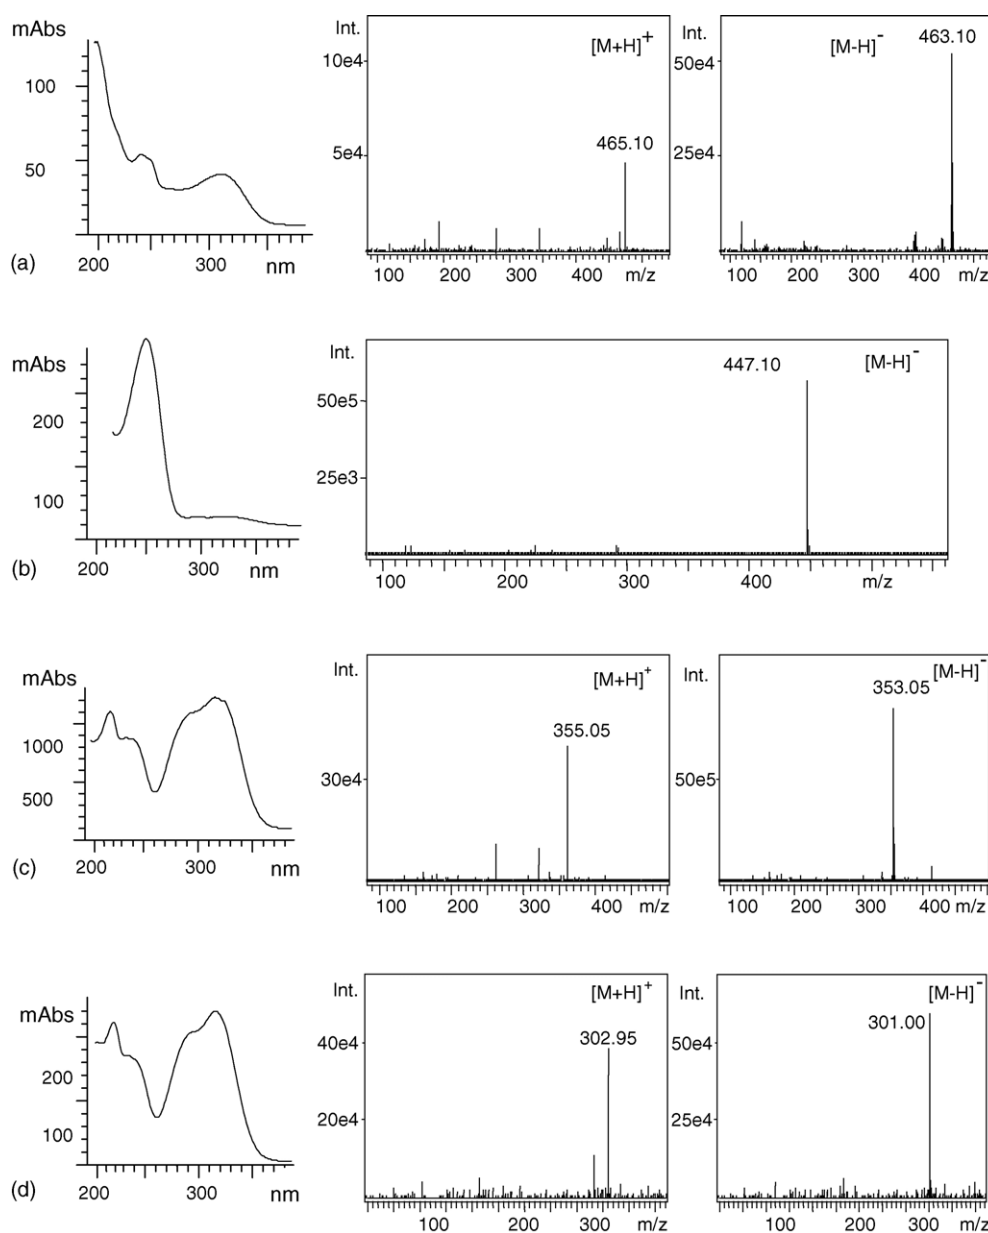 mAbs
100
50
200
300
nm
(a)
Int.
[M+H]+
10e4
5e4
465.10
100 200 300 400 m/z
Int.
[M-H]-
463.10
50e4
25e4
100 200 300 400 m/z
mAbs
200
100
200
300
nm
(b)
Int.
447.10
[M-H]-
50e5
25e3
100
200
300
400
m/z
mAbs
1000
500
200
300
nm
(c)
Int.
[M+H]+
355.05
30e4
100 200 300 400 m/z
Int.
[M-H]-
353.05
50e5
100 200 300 400 m/z
mAbs
200
100
200
300
nm
(d)
Int.
[M+H]+
302.95
40e4
20e4
100 200 300 m/z
Int.
[M-H]-
301.00
50e4
25e4
100 200 300 m/z